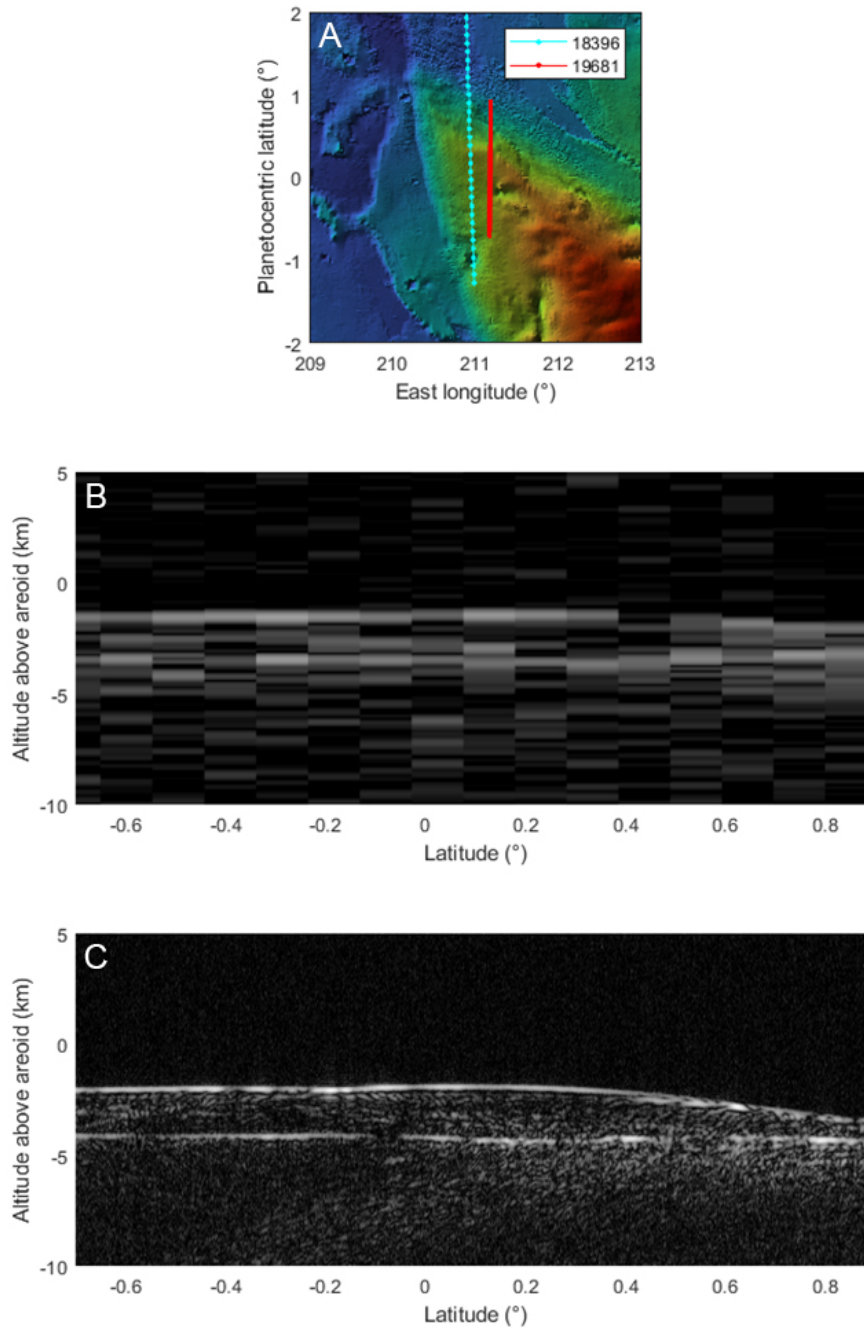 A
18396
19681
Planetocentric latitude (°)
2
1
0
-1
-2
209 210 211 212 213
East longitude (°)
B
Altitude above areoid (km)
5
0
-5
-10
-0.6 -0.4 -0.2 0 0.2 0.4 0.6 0.8
Latitude (°)
C
Altitude above areoid (km)
5
0
-5
-10
-0.6 -0.4 -0.2 0 0.2 0.4 0.6 0.8
Latitude (°)